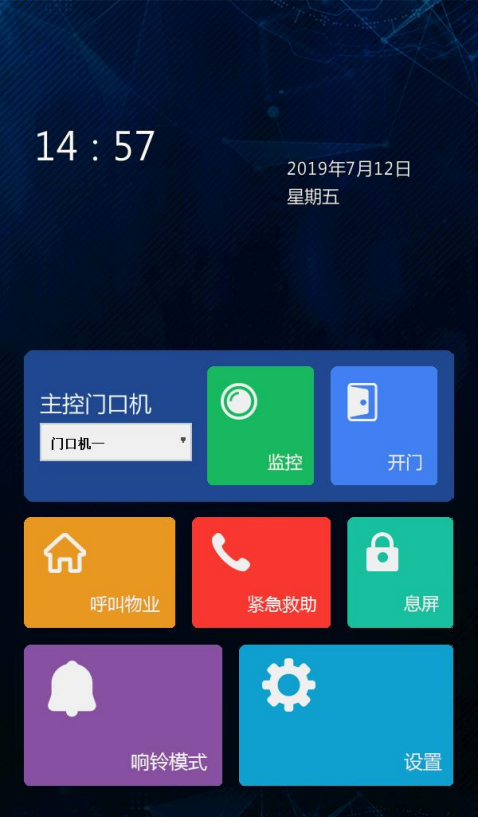 14 : 57
2019年7月12日
星期五
主控门口机
门口机一
监控
开门
呼叫物业
紧急救助
息屏
响铃模式
设置